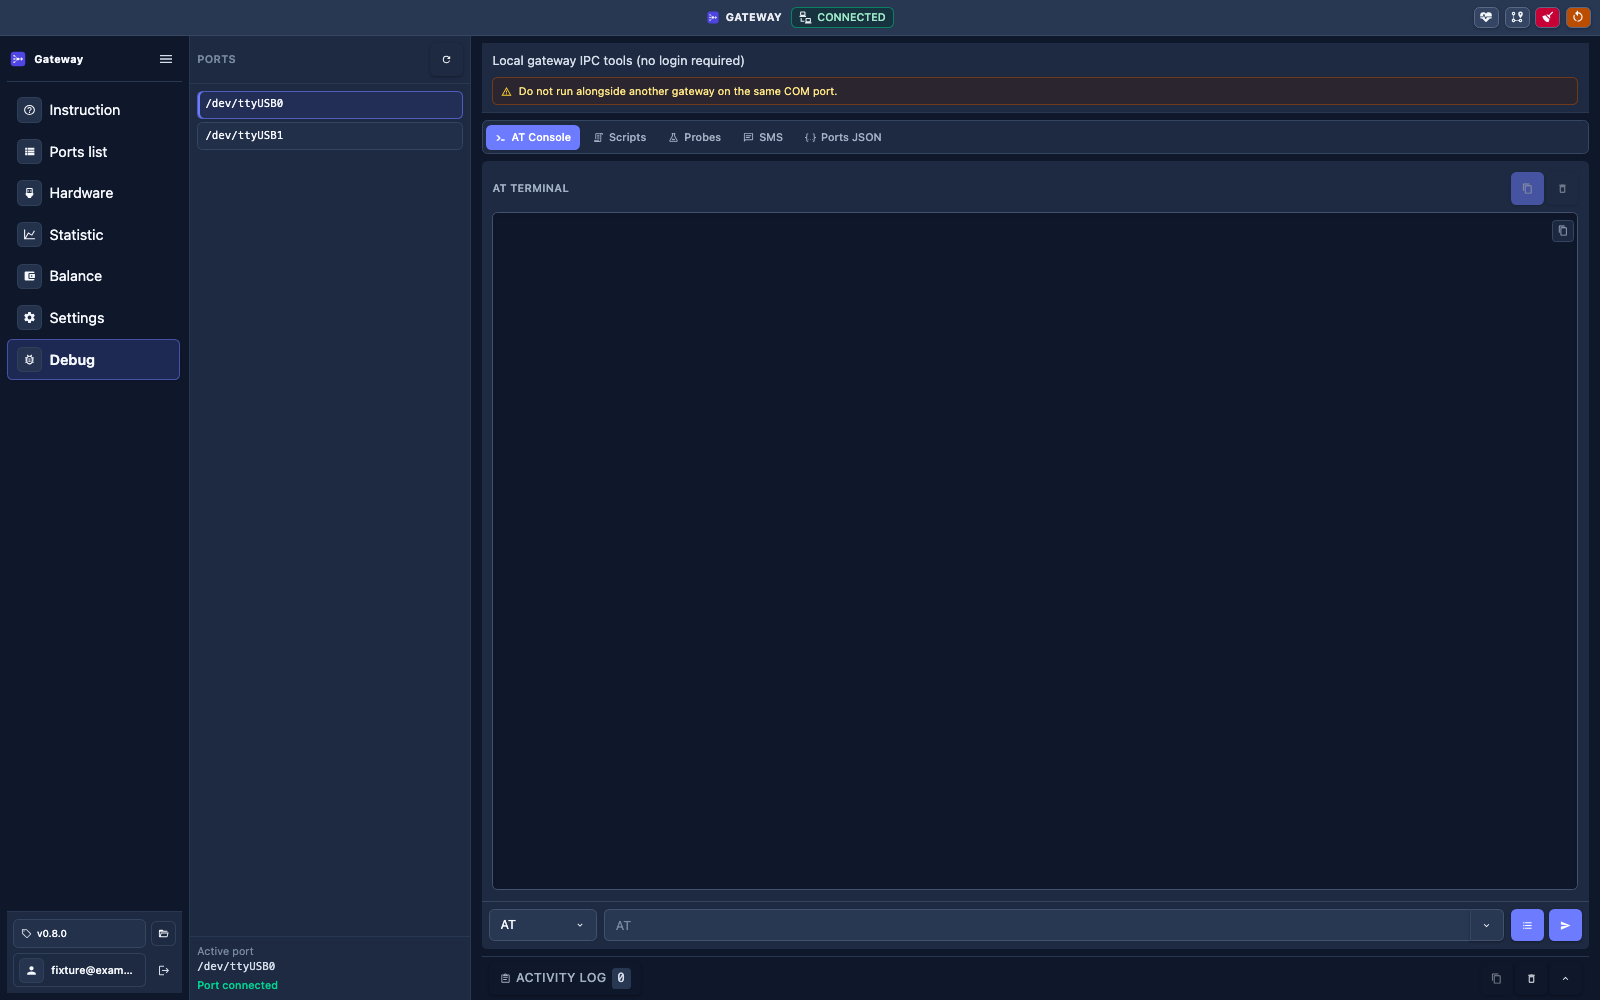 GATEWAY
CONNECTED
Gateway
Instruction
Ports list
Hardware
Statistic
Balance
Settings
Debug
v0.8.0
fixture@exam...
PORTS
/dev/ttyUSB0
/dev/ttyUSB1
Active port
/dev/ttyUSB0
Port connected
Local gateway IPC tools (no login required)
Do not run alongside another gateway on the same COM port.
AT Console
Scripts
Probes
SMS
Ports JSON
AT TERMINAL
AT
AT
ACTIVITY LOG 0